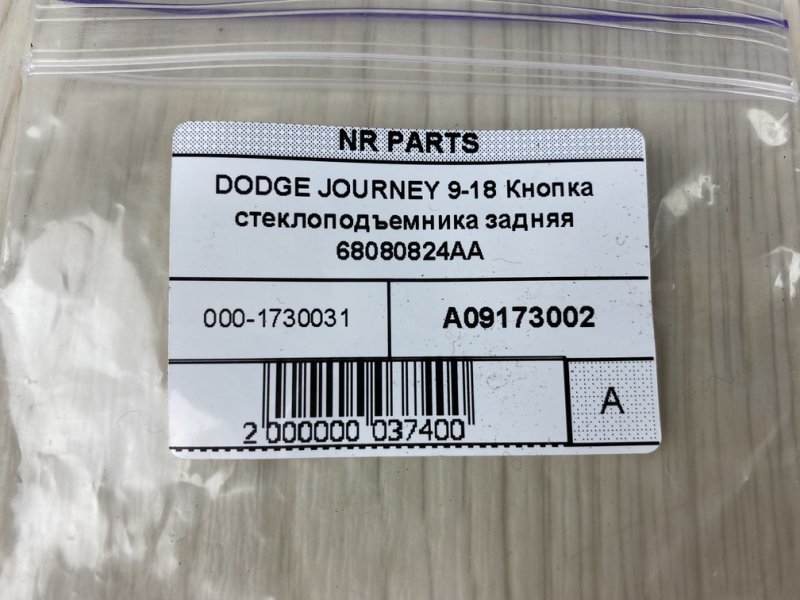 NR PARTS
DODGE JOURNEY 9-18 Кнопка
стеклоподъемника задняя
68080824AA
000-1730031
A09173002
2 000000 037400
A